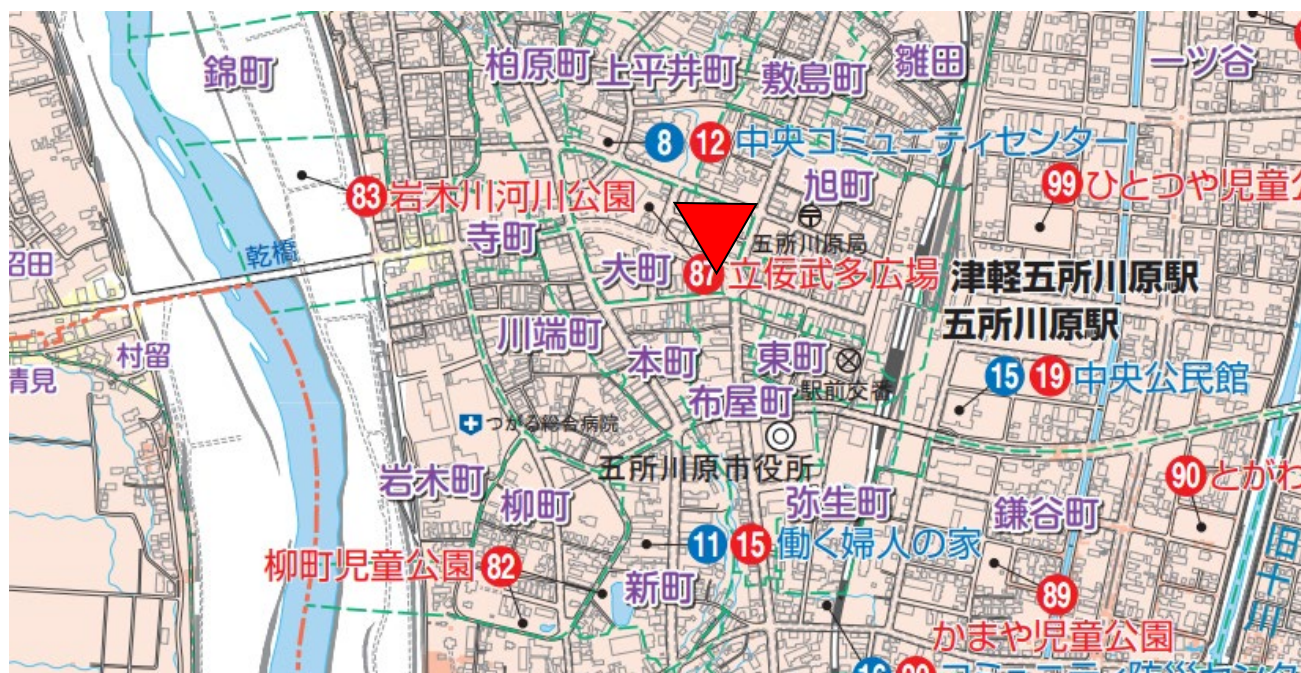 錦町
柏原町
上平井町
敷島町
雛田
一ツ谷
8 12 中央コミュニティセンター
83 岩木川河川公園
旭町
99 ひとつや児童公
寺町
五所川原局
乾橋
大町
87 立佞武多広場
津軽五所川原駅
五所川原駅
沼田
村留
清見
川端町
本町
東町
駅前交番
15 19 中央公民館
布屋町
つがる総合病院
五所川原市役所
岩木町
柳町
弥生町
鎌谷町
90 とがわ
11 15 働く婦人の家
柳町児童公園 82
新町
89
かまや児童公園
旧十川